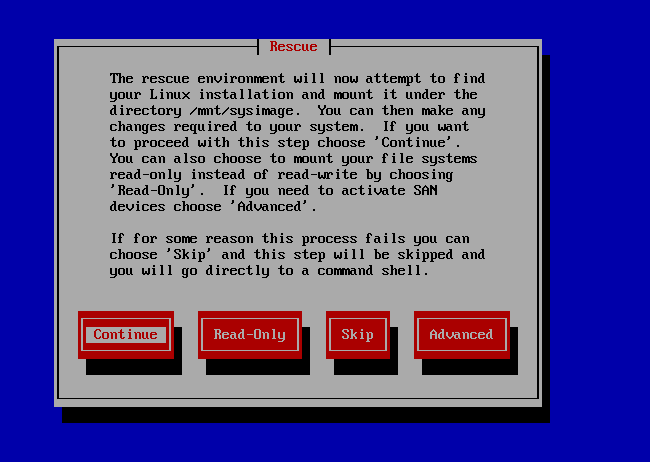 Rescue
The rescue environment will now attempt to find
your Linux installation and mount it under the
directory /mnt/sysimage.  You can then make any
changes required to your system.  If you want
to proceed with this step choose 'Continue'.
You can also choose to mount your file systems
read-only instead of read-write by choosing
'Read-Only'.  If you need to activate SAN
devices choose 'Advanced'.
If for some reason this process fails you can
choose 'Skip' and this step will be skipped and
you will go directly to a command shell.
Continue Read-Only Skip Advanced